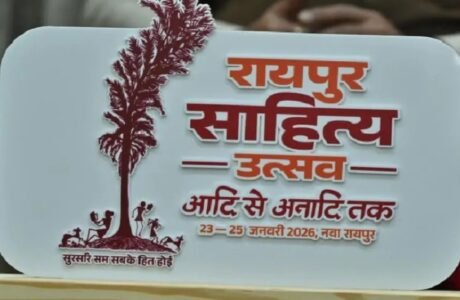 रायपुर
साहित्य
उत्सव
आदि से अनादि तक
23 – 25 जनवरी 2026, नवा रायपुर
सुरसरि सम सबके हित होई